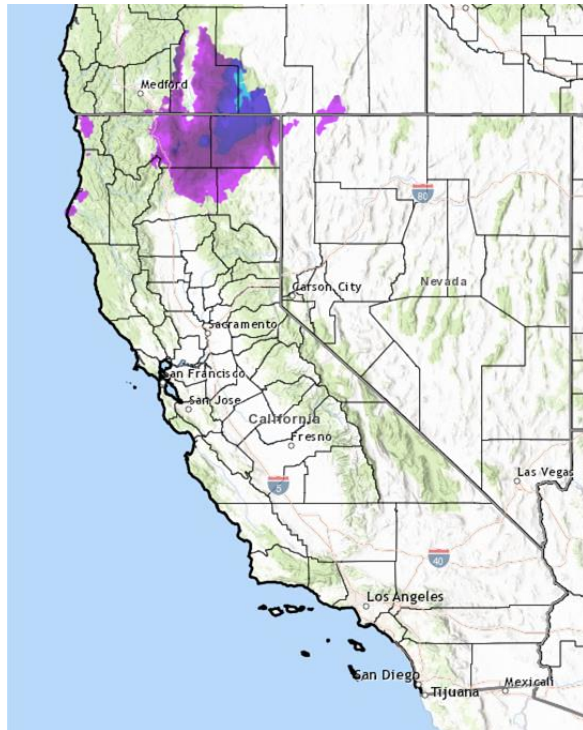 Medford
80
Nevada
Carson City
Sacramento
San Francisco
San Jose
California
Fresno
5
Las Vegas
40
Los Angeles
San Diego
Tijuana
Mexicali